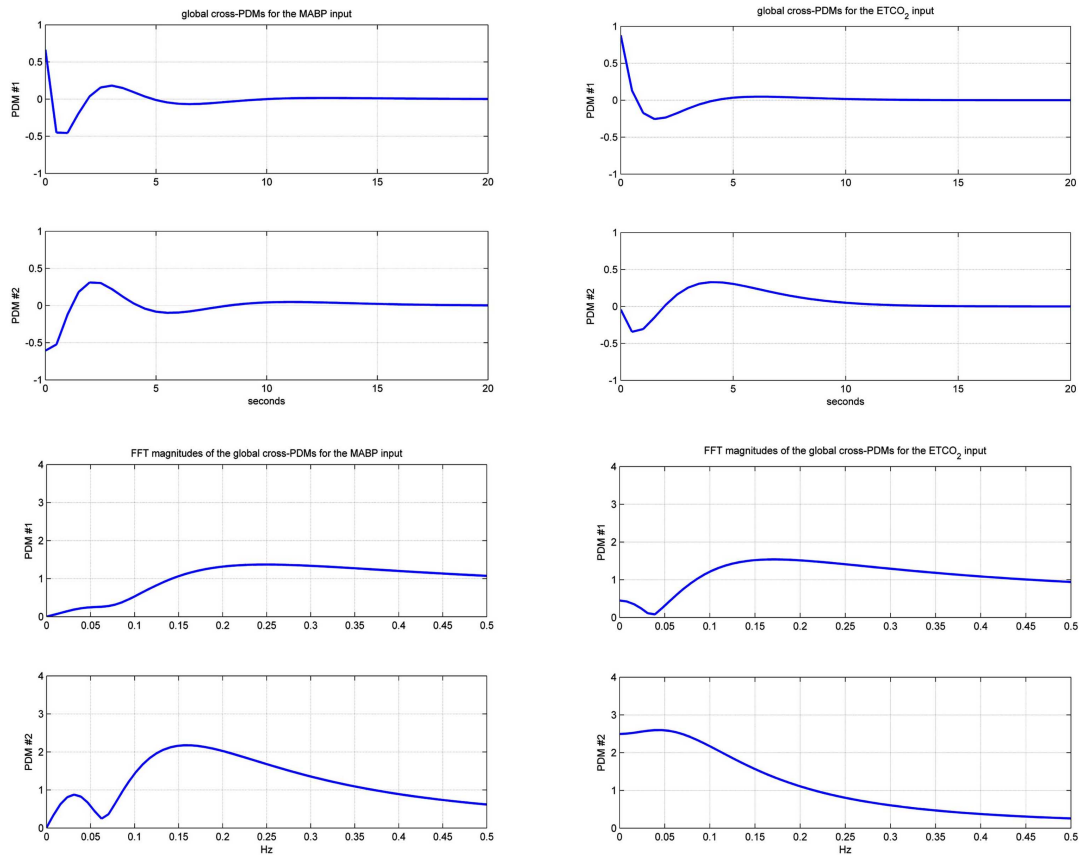 global cross-PDMs for the MABP input
1
0.5
0
-0.5
-1
PDM #1
0 5 10 15 20
global cross-PDMs for the ETCO2 input
1
0.5
0
-0.5
-1
PDM #1
0 5 10 15 20
1
0.5
0
-0.5
-1
PDM #2
0 5 10 15 20
seconds
1
0.5
0
-0.5
-1
PDM #2
0 5 10 15 20
seconds
FFT magnitudes of the global cross-PDMs for the MABP input
4
3
2
1
0
PDM #1
0 0.05 0.1 0.15 0.2 0.25 0.3 0.35 0.4 0.45 0.5
FFT magnitudes of the global cross-PDMs for the ETCO2 input
4
3
2
1
0
PDM #1
0 0.05 0.1 0.15 0.2 0.25 0.3 0.35 0.4 0.45 0.5
4
3
2
1
0
PDM #2
0 0.05 0.1 0.15 0.2 0.25 0.3 0.35 0.4 0.45 0.5
Hz
4
3
2
1
0
PDM #2
0 0.05 0.1 0.15 0.2 0.25 0.3 0.35 0.4 0.45 0.5
Hz